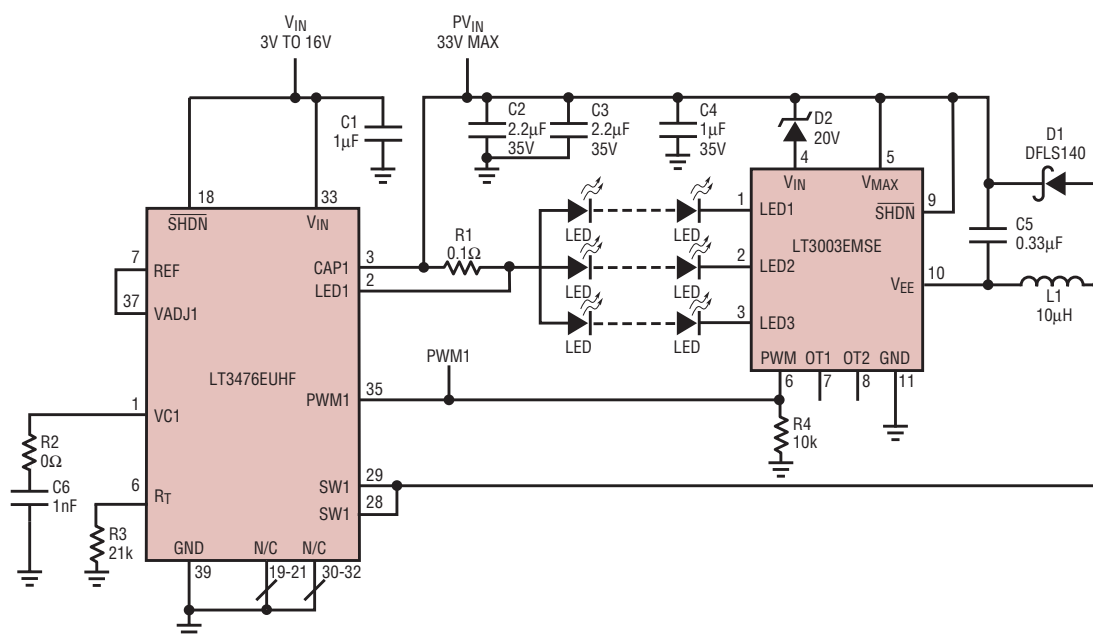 VIN
3V TO 16V
PVIN
33V MAX
C1
1µF
C2
2.2µF
35V
C3
2.2µF
35V
C4
1µF
35V
D2
20V
D1
DFLS140
18
33
SHDN
VIN
4
5
VIN
VMAX
7
REF
37
VADJ1
3
CAP1
2
LED1
R1
0.1Ω
LED
LED
LED
LED
LED
LED
1
LED1
2
LED2
3
LED3
SHDN
9
LT3003EMSE
VEE
10
C5
0.33µF
L1
10µH
PWM
OT1
OT2
GND
6
7
8
11
LT3476EUHF
PWM1
35
PWM1
R4
10k
1
VC1
R2
0Ω
C6
1nF
6
RT
R3
21k
29
SW1
28
SW1
GND
N/C
N/C
39
19-21
30-32